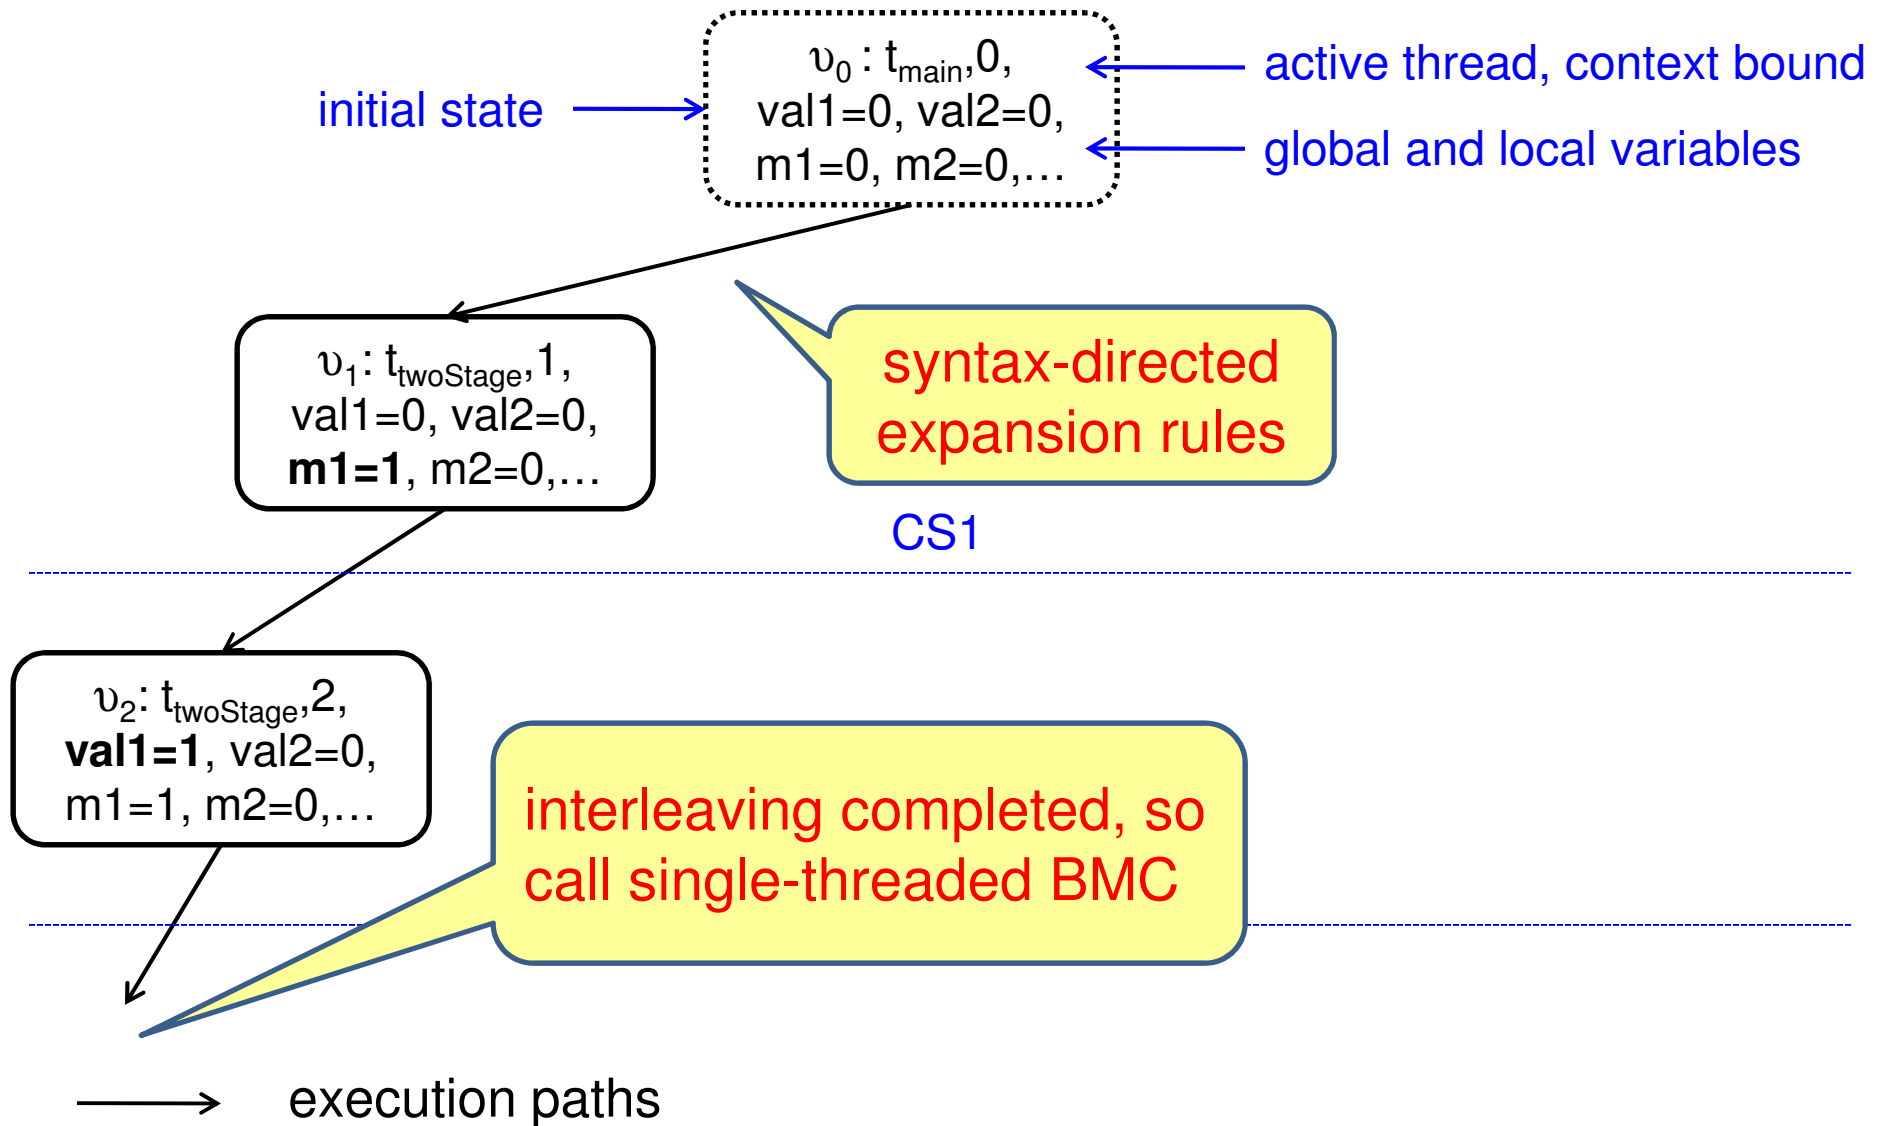 υ0 : tmain,0,
val1=0, val2=0,
m1=0, m2=0,…
initial state
active thread, context bound
global and local variables
υ1: ttwoStage,1,
val1=0, val2=0,
m1=1, m2=0,…
syntax-directed
expansion rules
CS1
υ2: ttwoStage,2,
val1=1, val2=0,
m1=1, m2=0,…
interleaving completed, so
call single-threaded BMC
execution paths